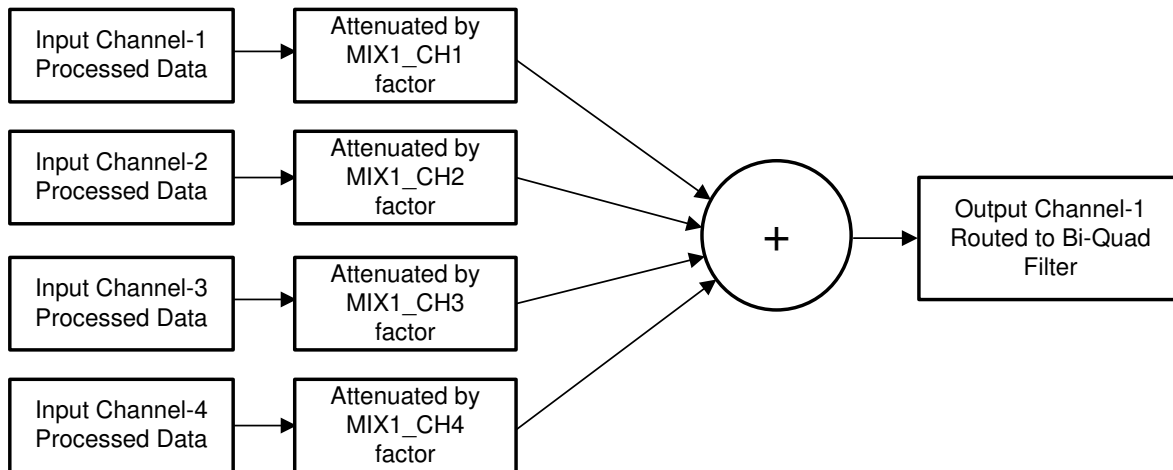 Input Channel-1
Processed Data
Attenuated by
MIX1_CH1
factor
Input Channel-2
Processed Data
Attenuated by
MIX1_CH2
factor
Input Channel-3
Processed Data
Attenuated by
MIX1_CH3
factor
Input Channel-4
Processed Data
Attenuated by
MIX1_CH4
factor
+
Output Channel-1
Routed to Bi-Quad
Filter